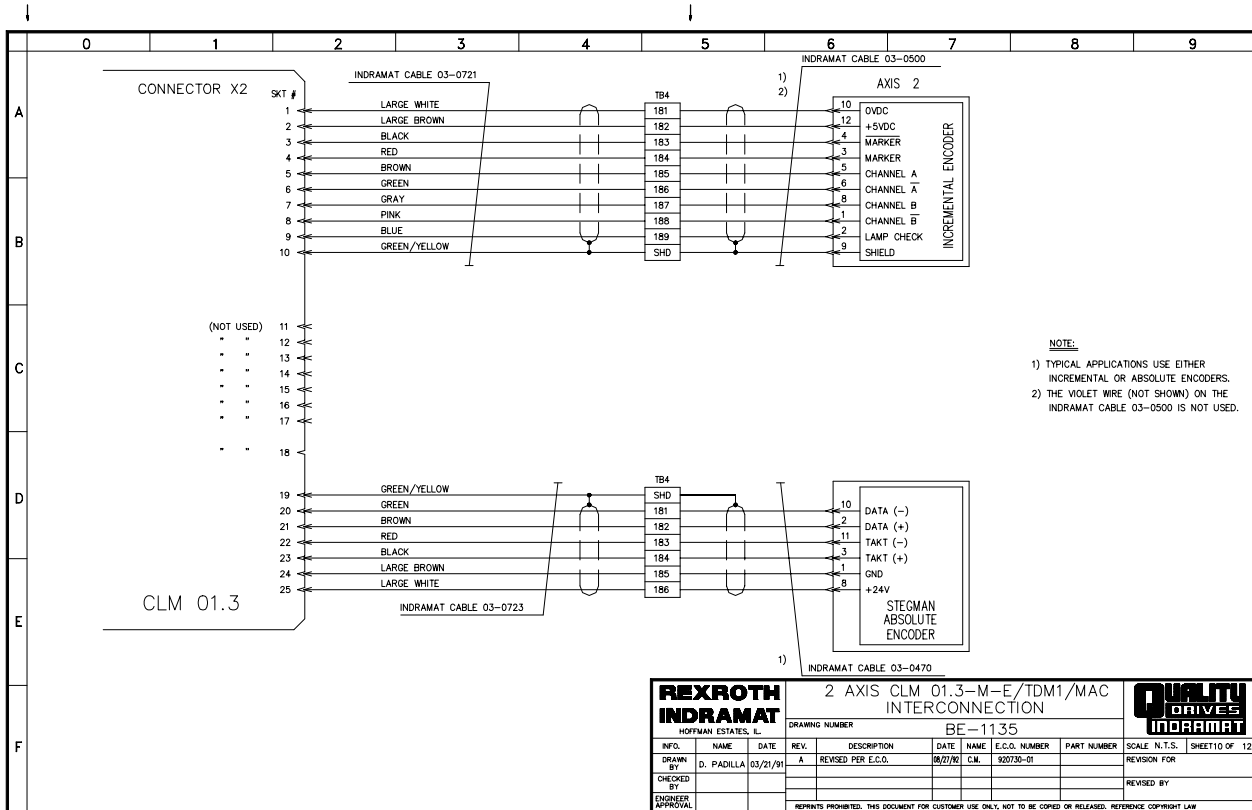 0 1 2 3 4 5 6 7 8 9
A
B
C
D
E
F
CONNECTOR X2
SKT #
INDRAMAT CABLE 03-0721
INDRAMAT CABLE 03-0500
1)
2)
TB4
AXIS 2
1 LARGE WHITE 181 10 0VDC
2 LARGE BROWN 182 12 +5VDC
3 BLACK 183 4 MARKER
4 RED 184 3 MARKER
5 BROWN 185 5 CHANNEL A
6 GREEN 186 6 CHANNEL A
7 GRAY 187 8 CHANNEL B
8 PINK 188 1 CHANNEL B
9 BLUE 189 2 LAMP CHECK
10 GREEN/YELLOW SHD 9 SHIELD
INCREMENTAL ENCODER
(NOT USED) 11
" " 12
" " 13
" " 14
" " 15
" " 16
" " 17
" " 18
NOTE:
1) TYPICAL APPLICATIONS USE EITHER
INCREMENTAL OR ABSOLUTE ENCODERS.
2) THE VIOLET WIRE (NOT SHOWN) ON THE
INDRAMAT CABLE 03-0500 IS NOT USED.
TB4
19 GREEN/YELLOW SHD
20 GREEN 181 10 DATA (-)
21 BROWN 182 2 DATA (+)
22 RED 183 11 TAKT (-)
23 BLACK 184 3 TAKT (+)
24 LARGE BROWN 185 1 GND
25 LARGE WHITE 186 8 +24V
STEGMAN
ABSOLUTE
ENCODER
CLM 01.3
INDRAMAT CABLE 03-0723
1)
INDRAMAT CABLE 03-0470
REXROTH
INDRAMAT
HOFFMAN ESTATES, IL.
2 AXIS CLM 01.3-M-E/TDM1/MAC
INTERCONNECTION
DRAWING NUMBER BE-1135
QUALITY
DRIVES
INDRAMAT
INFO. NAME DATE REV. DESCRIPTION DATE NAME E.C.O. NUMBER PART NUMBER SCALE N.T.S. SHEET10 OF 12
DRAWN BY D. PADILLA 03/21/91 A REVISED PER E.C.O. 08/27/92 C.M. 920730-01 REVISION FOR
CHECKED BY REVISED BY
ENGINEER APPROVAL
REPRINTS PROHIBITED. THIS DOCUMENT FOR CUSTOMER USE ONLY, NOT TO BE COPIED OR RELEASED. REFERENCE COPYRIGHT LAW